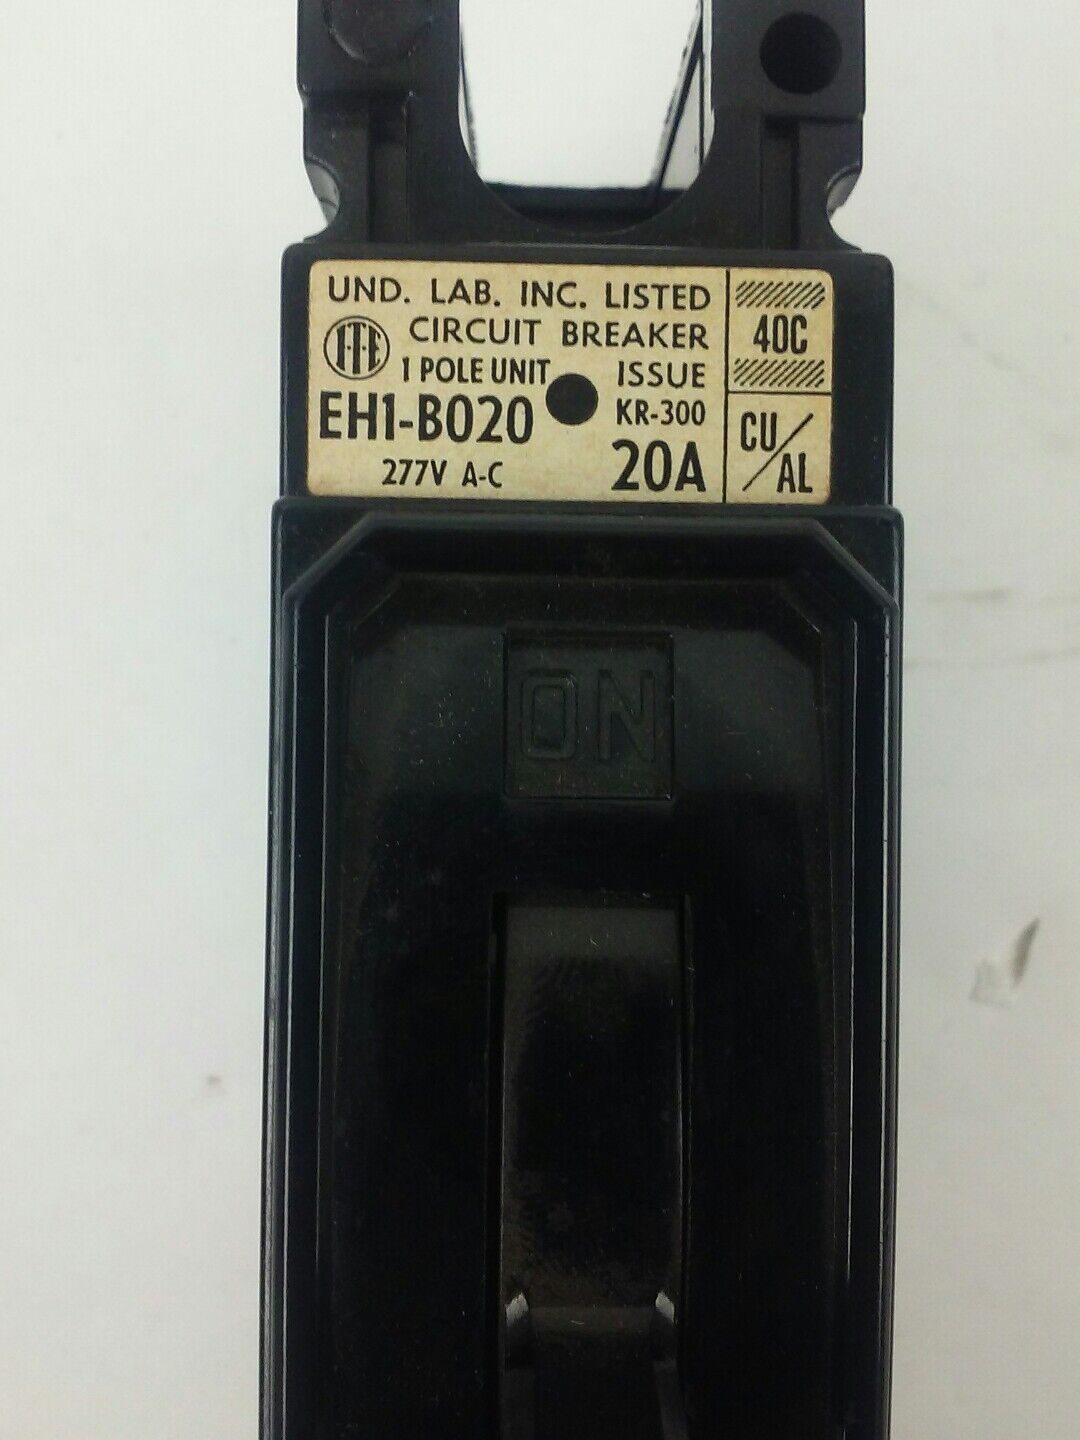 UND. LAB. INC. LISTED
I-T-E CIRCUIT BREAKER
1 POLE UNIT ISSUE
EH1-B020 KR-300
277V A-C 20A
40C
CU/AL
ON